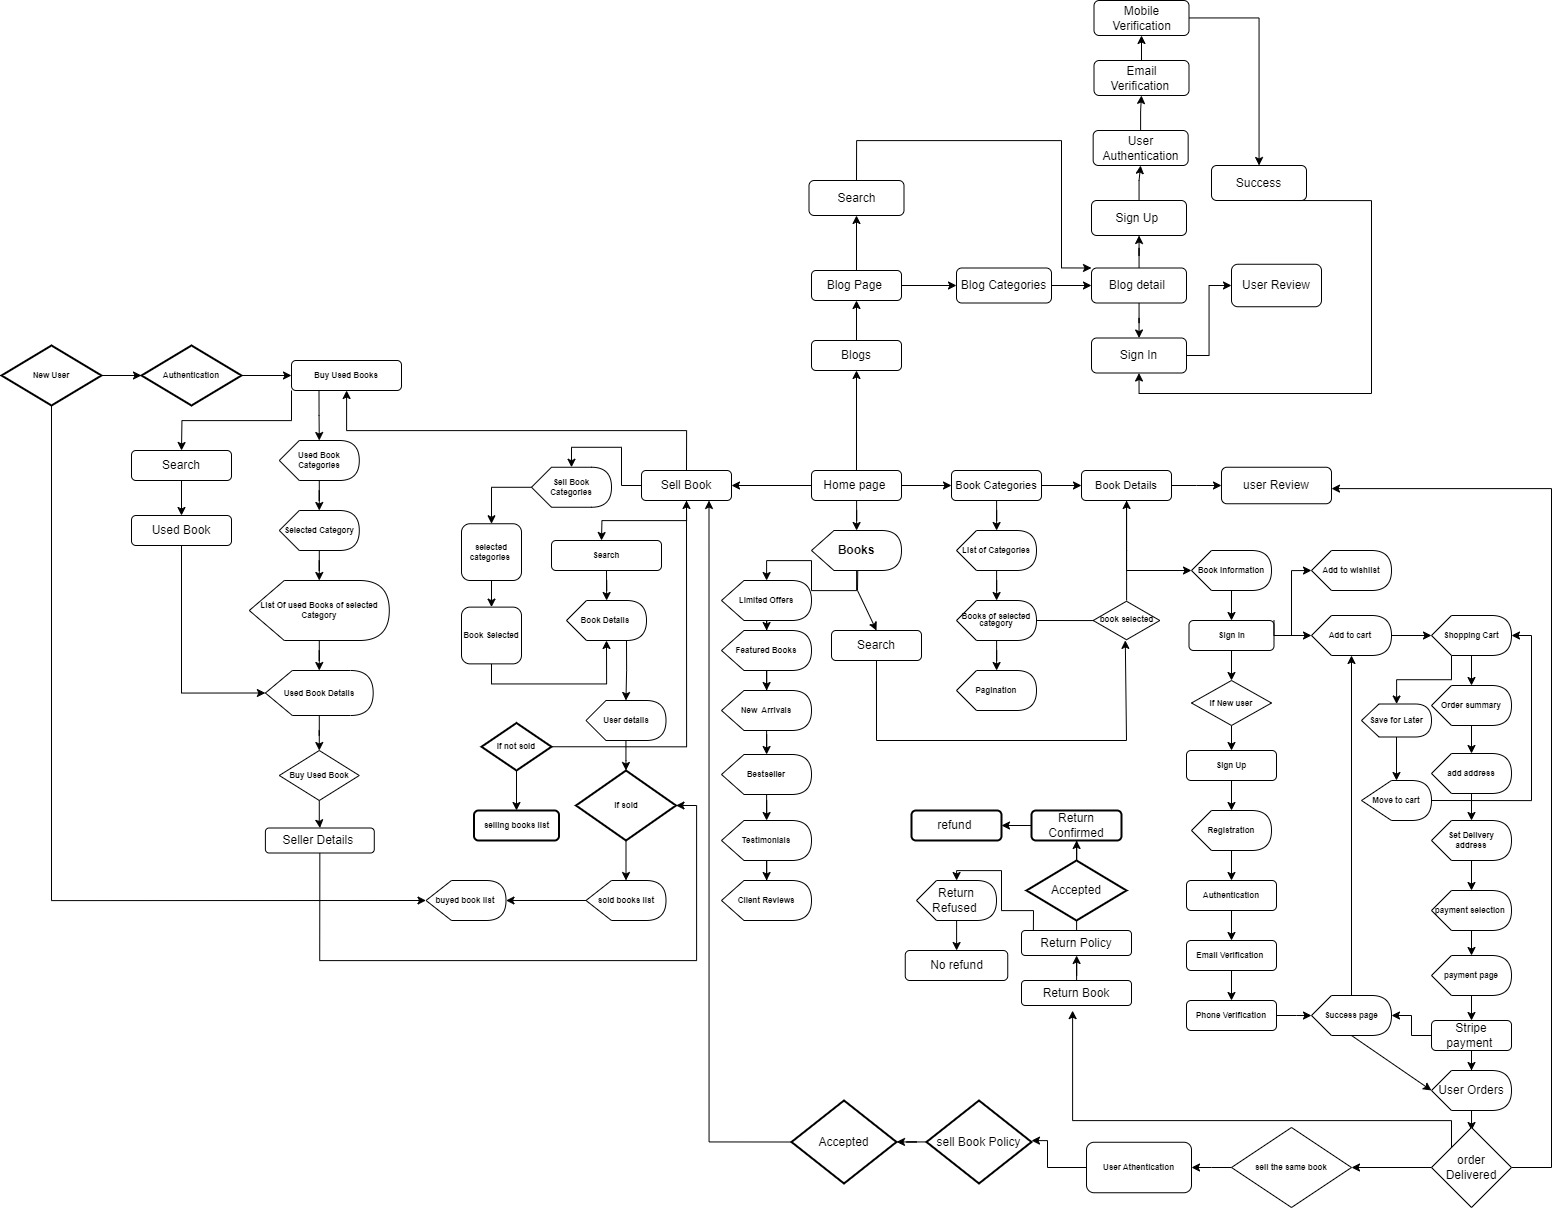 Mobile
Verification
Email
Verification
User
Authentication
Success
Search
Sign Up
Blog Page
Blog Categories
Blog detail
User Review
Blogs
Sign In
New User
Authentication
Buy Used Books
Search
Used Book
Categories
Used Book
Selected Category
List Of used Books of selected
Category
Used Book Details
Buy Used Book
Seller Details
Sell Book
Categories
Sell Book
Home page
Book Categories
Book Details
user Review
selected
categories
Search
Book Selected
Book Details
User details
If not sold
selling books list
If sold
buyed book list
sold books list
Books
Limited Offers
Featured Books
Search
New Arrivals
Bestseller
Testimonials
Client Reviews
List of Categories
Books of selected
category
Pagination
book selected
Book Information
Add to wishlist
Sign In
Add to cart
Shopping Cart
If New user
Save for Later
Order summary
Sign Up
add address
Move to cart
Registration
Set Delivery
address
Authentication
payment selection
Email Verification
payment page
Phone Verification
Success page
Stripe
payment
User Orders
refund
Return
Confirmed
Accepted
Return
Refused
Return Policy
No refund
Return Book
Accepted
sell Book Policy
User Athentication
sell the same book
order
Delivered